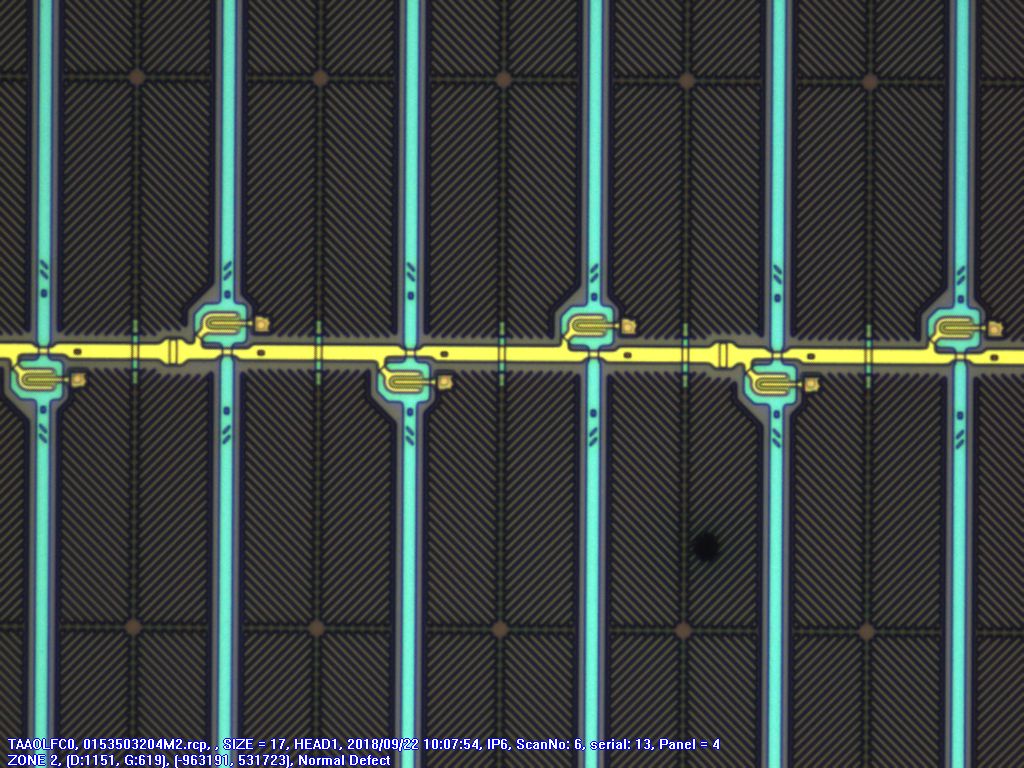 TAAOLFC0, 0153503204M2.rcp, , SIZE = 17, HEAD1, 2018/09/22 10:07:54, IP6, ScanNo: 6, serial: 13, Panel = 4
ZONE 2, (D:1151, G:619), (-963191, 531723), Normal Defect